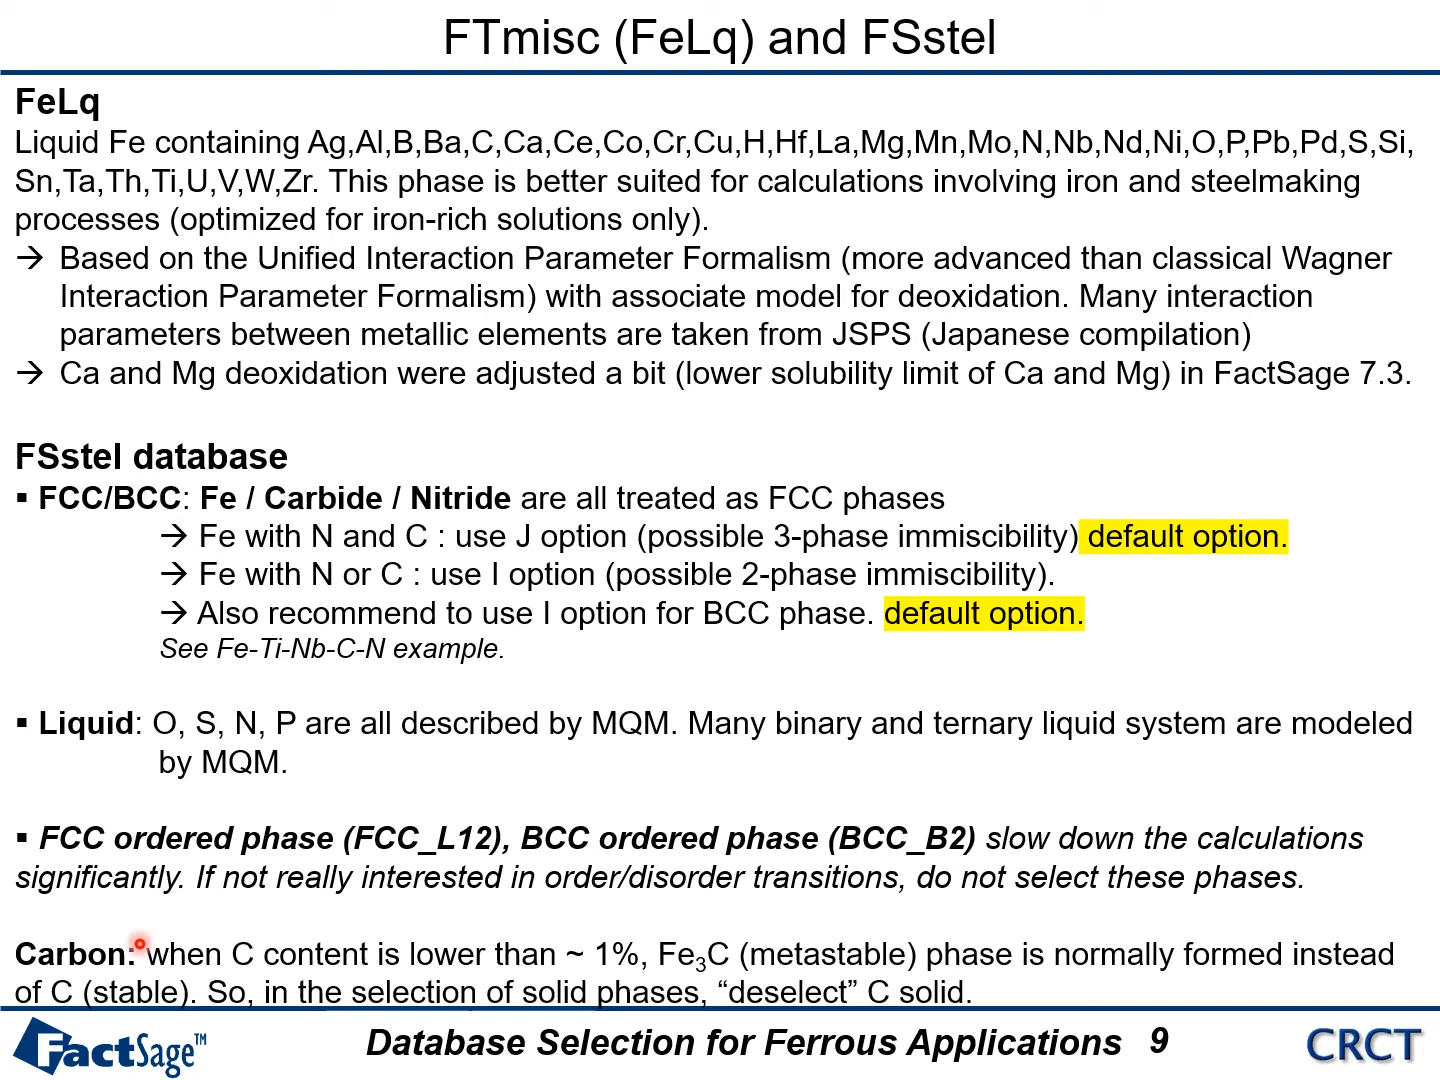 FTmisc (FeLq) and FSstel
FeLq
Liquid Fe containing Ag,Al,B,Ba,C,Ca,Ce,Co,Cr,Cu,H,Hf,La,Mg,Mn,Mo,N,Nb,Nd,Ni,O,P,Pb,Pd,S,Si,
Sn,Ta,Th,Ti,U,V,W,Zr. This phase is better suited for calculations involving iron and steelmaking
processes (optimized for iron-rich solutions only).
→ Based on the Unified Interaction Parameter Formalism (more advanced than classical Wagner
Interaction Parameter Formalism) with associate model for deoxidation. Many interaction
parameters between metallic elements are taken from JSPS (Japanese compilation)
→ Ca and Mg deoxidation were adjusted a bit (lower solubility limit of Ca and Mg) in FactSage 7.3.
FSstel database
▪ FCC/BCC: Fe / Carbide / Nitride are all treated as FCC phases
→ Fe with N and C : use J option (possible 3-phase immiscibility) default option.
→ Fe with N or C : use I option (possible 2-phase immiscibility).
→ Also recommend to use I option for BCC phase. default option.
See Fe-Ti-Nb-C-N example.
▪ Liquid: O, S, N, P are all described by MQM. Many binary and ternary liquid system are modeled
by MQM.
▪ FCC ordered phase (FCC_L12), BCC ordered phase (BCC_B2) slow down the calculations
significantly. If not really interested in order/disorder transitions, do not select these phases.
Carbon: when C content is lower than ~ 1%, Fe₃C (metastable) phase is normally formed instead
of C (stable). So, in the selection of solid phases, “deselect” C solid.
FactSage™ Database Selection for Ferrous Applications 9 CRCT